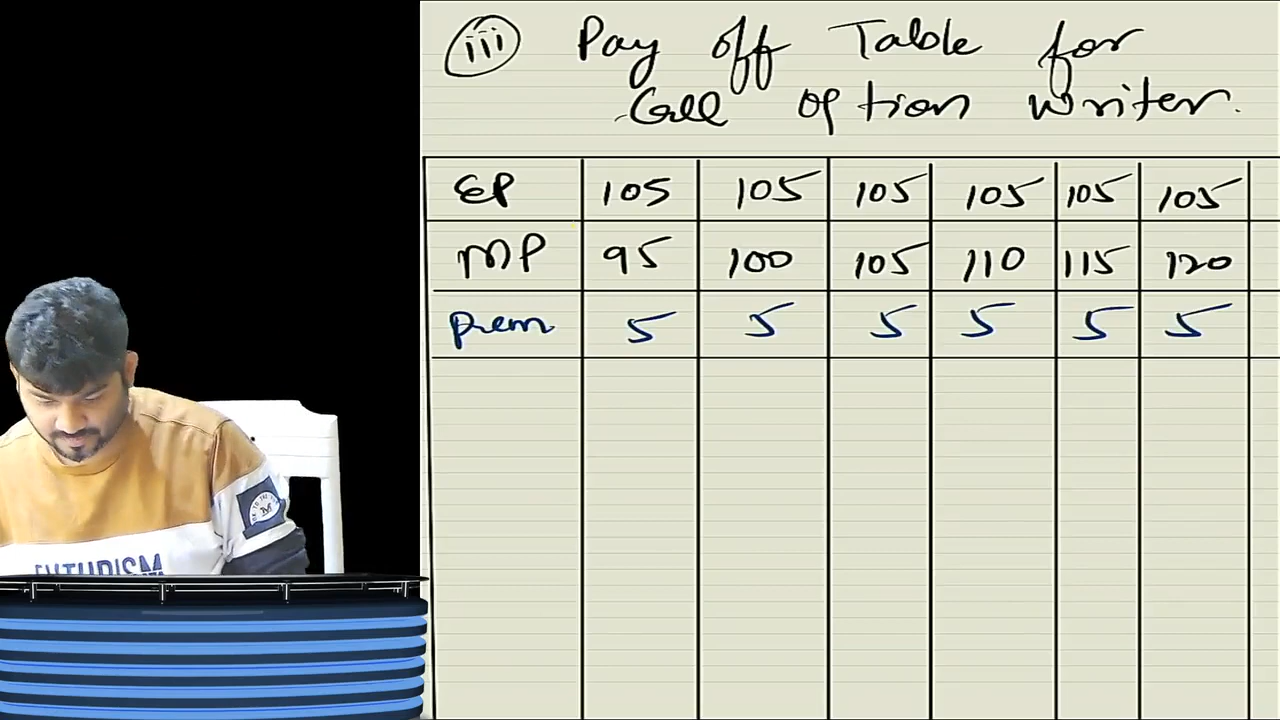 iii Pay off Table for
Call option writer.
EP 105 105 105 105 105 105
MP 95 100 105 110 115 120
Prem 5 5 5 5 5 5
FUTURISM